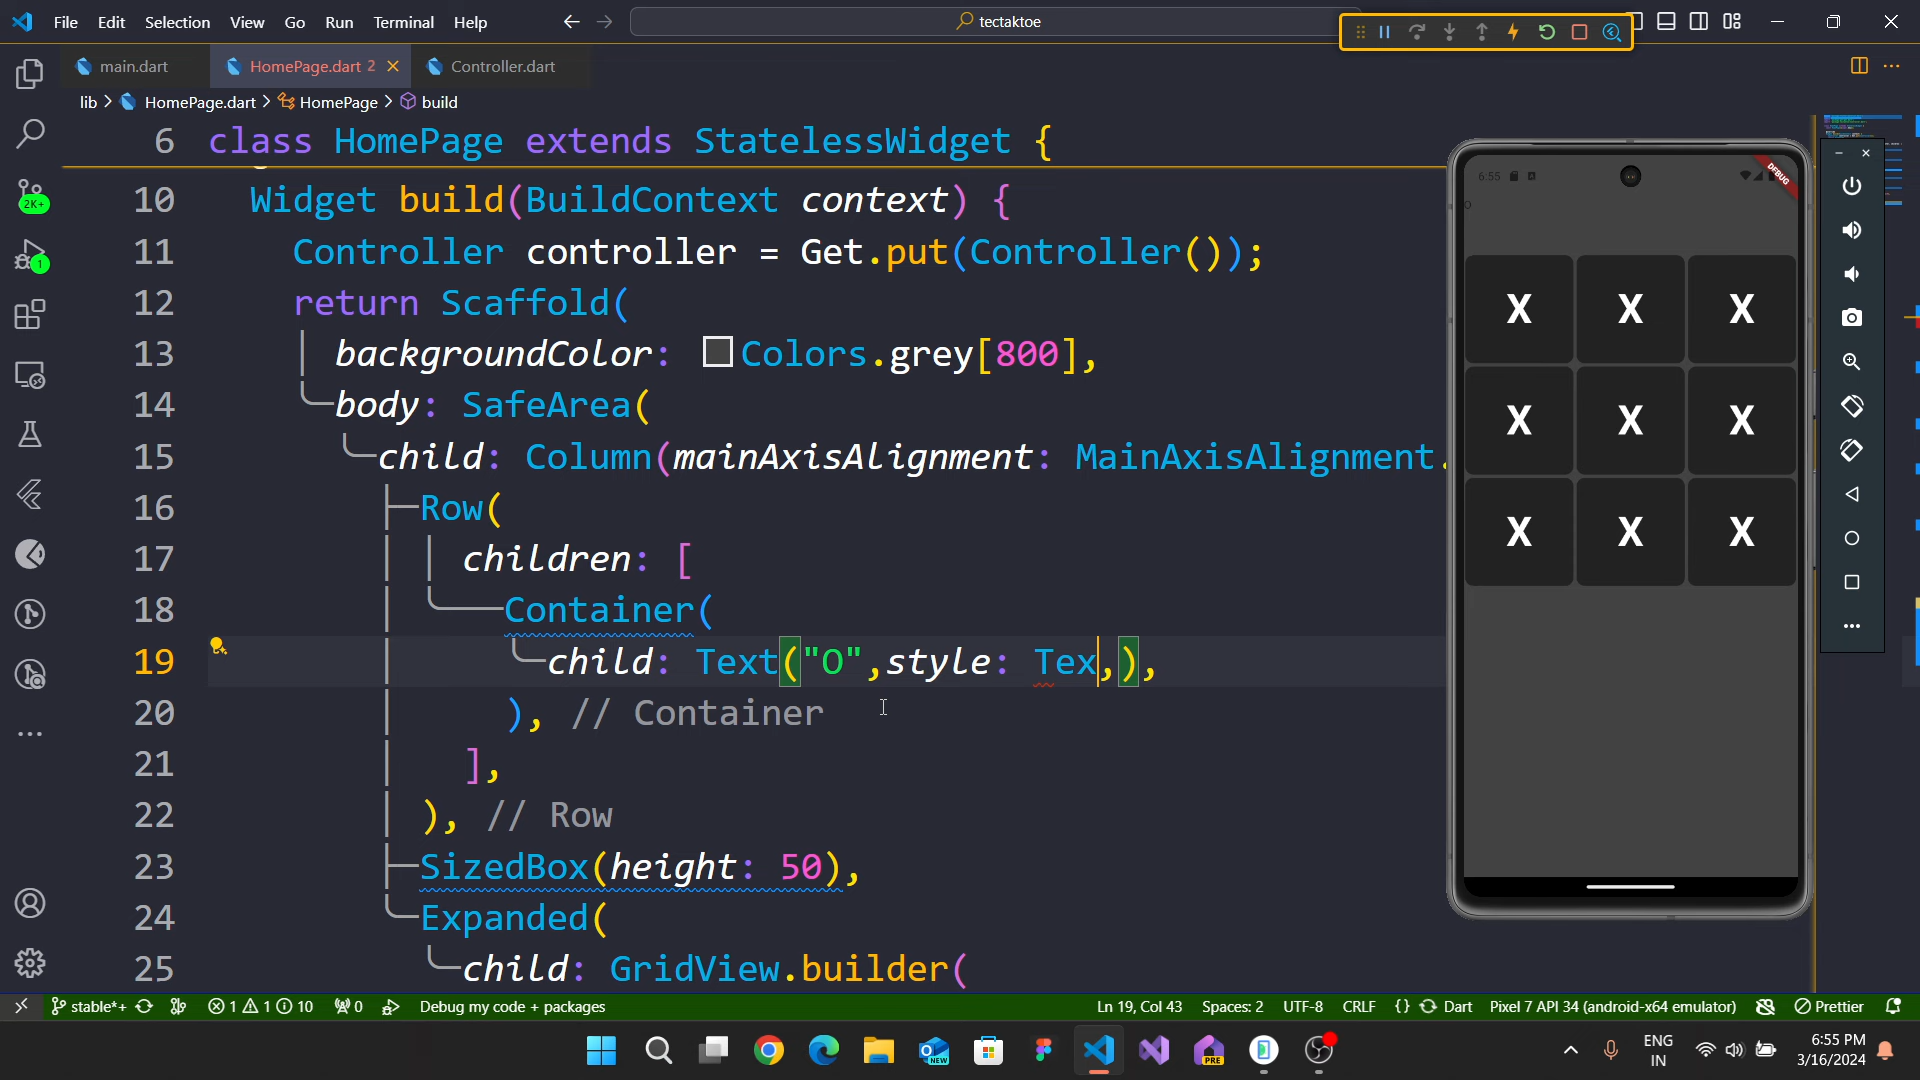 File Edit Selection View Go Run Terminal Help
tectaktoe
main.dart HomePage.dart 2 Controller.dart
lib > HomePage.dart > HomePage > build
6 class HomePage extends StatelessWidget {
10 Widget build(BuildContext context) {
11 Controller controller = Get.put(Controller());
12 return Scaffold(
13 backgroundColor: Colors.grey[800],
14 body: SafeArea(
15 child: Column(mainAxisAlignment: MainAxisAlignment.
16 Row(
17 children: [
18 Container(
19 child: Text("O",style: Tex,),
20 ), // Container
21 ],
22 ), // Row
23 SizedBox(height: 50),
24 Expanded(
25 child: GridView.builder(
2K+
1
6:55
DEBUG
O
X X X
X X X
X X X
stable*+ 1 1 10 0 Debug my code + packages Ln 19, Col 43 Spaces: 2 UTF-8 CRLF {} Dart Pixel 7 API 34 (android-x64 emulator) Prettier
NEW
PRE
ENG
IN
6:55 PM
3/16/2024